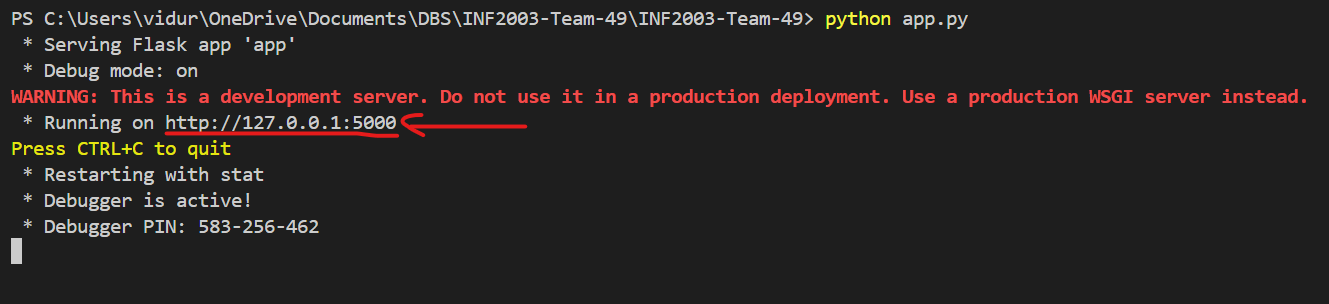 PS C:\Users\vidur\OneDrive\Documents\DBS\INF2003-Team-49\INF2003-Team-49> python app.py
* Serving Flask app 'app'
* Debug mode: on
WARNING: This is a development server. Do not use it in a production deployment. Use a production WSGI server instead.
* Running on http://127.0.0.1:5000
Press CTRL+C to quit
* Restarting with stat
* Debugger is active!
* Debugger PIN: 583-256-462